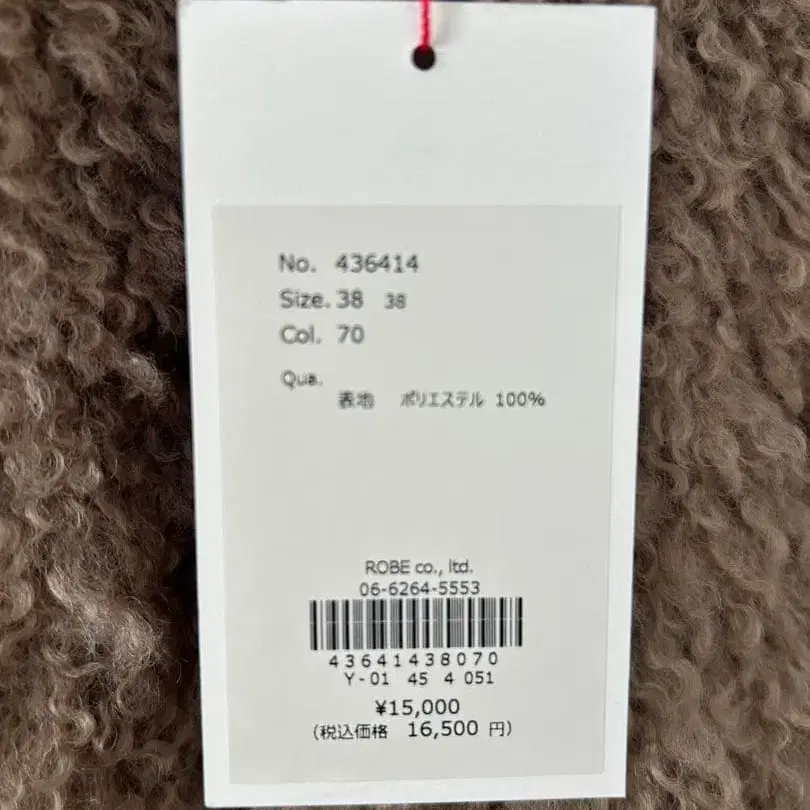 No. 436414
Size. 38 38
Col. 70
Qua.
表地 ポリエステル 100%
ROBE co., ltd.
06-6264-5553
43641438070
Y-01 45 4 051
¥15,000
(税込価格 16,500 円)